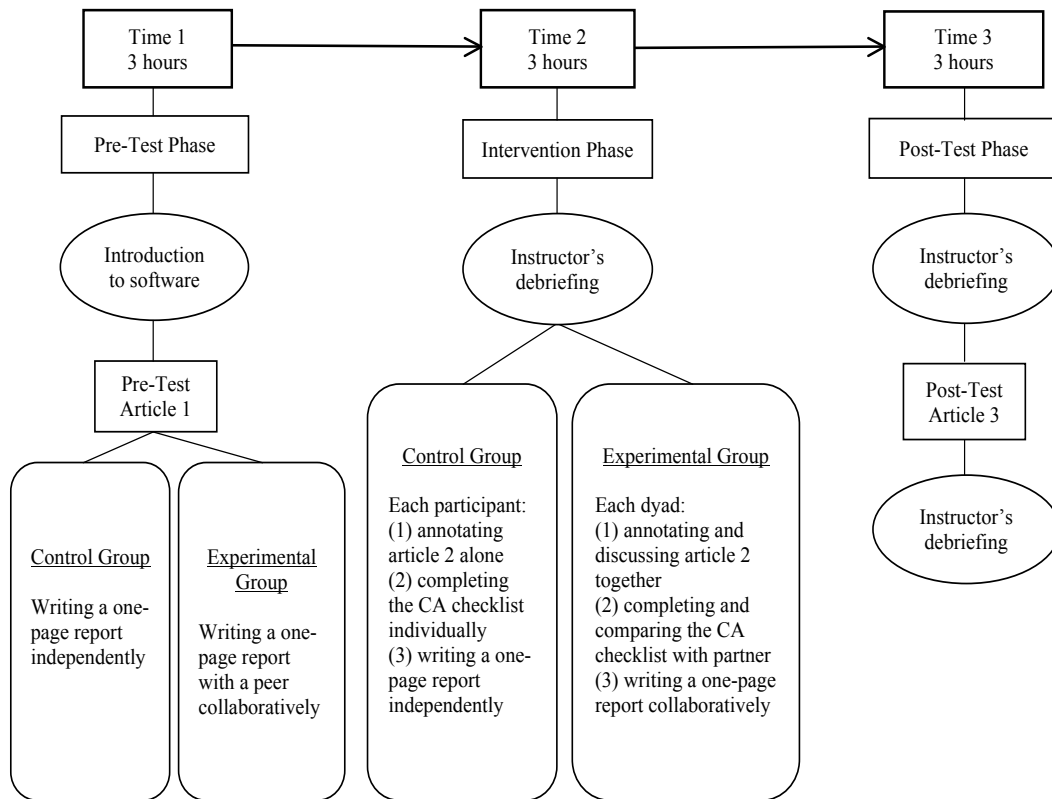 Time 1
3 hours
Time 2
3 hours
Time 3
3 hours
Pre-Test Phase
Intervention Phase
Post-Test Phase
Introduction
to software
Instructor's
debriefing
Instructor's
debriefing
Pre-Test
Article 1
Post-Test
Article 3
Instructor's
debriefing
Control Group
Writing a one-
page report
independently
Experimental
Group
Writing a one-
page report
with a peer
collaboratively
Control Group
Each participant:
(1) annotating
article 2 alone
(2) completing
the CA checklist
individually
(3) writing a one-
page report
independently
Experimental Group
Each dyad:
(1) annotating and
discussing article 2
together
(2) completing and
comparing the CA
checklist with partner
(3) writing a one-page
report collaboratively